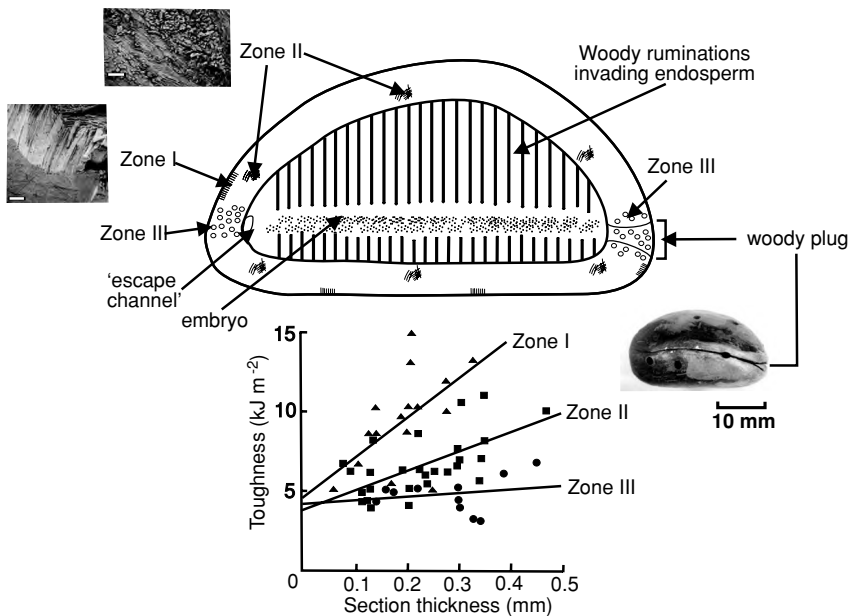 Zone II
Woody ruminations
invading endosperm
Zone I
Zone III
Zone III
woody plug
'escape
channel'
embryo
10 mm
15
10
5
0
Toughness (kJ m⁻²)
Zone I
Zone II
Zone III
0.1
0.2
0.3
0.4
0.5
Section thickness (mm)